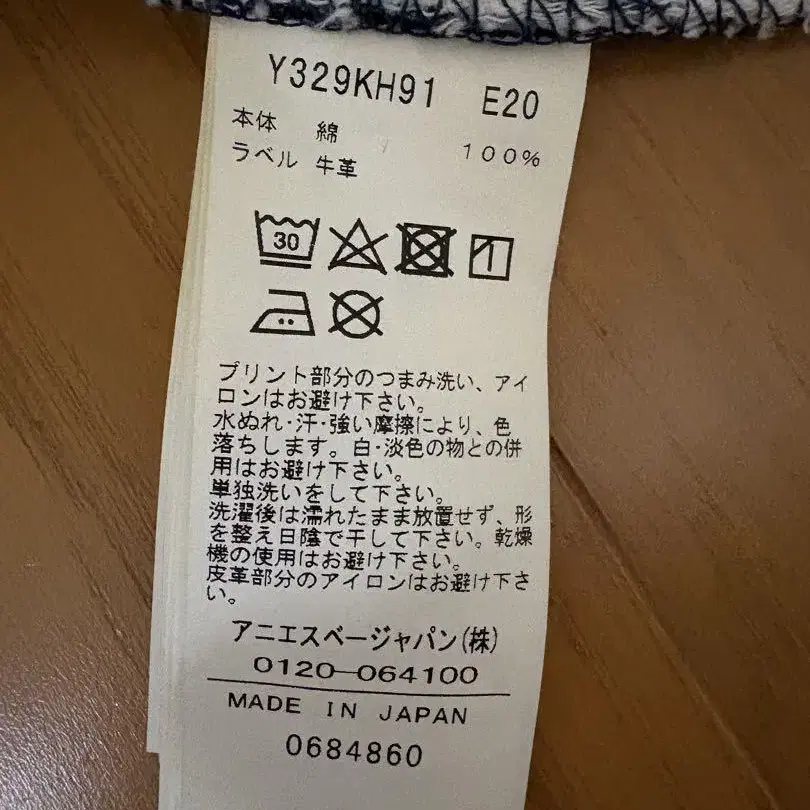 Y329KH91 E20
本体 綿 100%
ラベル 牛革
30
プリント部分のつまみ洗い、アイ
ロンはお避け下さい。
水ぬれ・汗・強い摩擦により、色
落ちします。白・淡色の物との併
用はお避け下さい。
単独洗いをして下さい。
洗濯後は濡れたまま放置せず、形
を整え日陰で干して下さい。乾燥
機の使用はお避け下さい。
皮革部分のアイロンはお避け下さ
い。
アニエスベージャパン(株)
0120-064100
MADE IN JAPAN
0684860